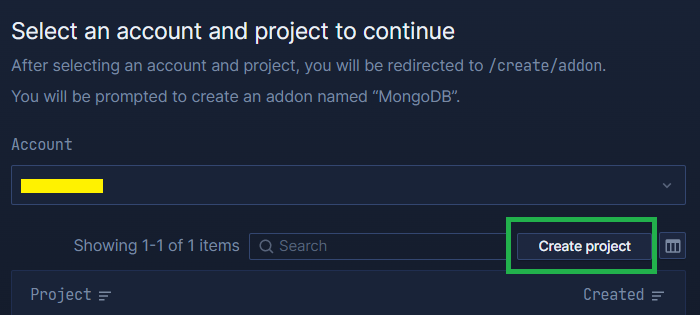 Select an account and project to continue
After selecting an account and project, you will be redirected to /create/addon.
You will be prompted to create an addon named “MongoDB”.
Account
Showing 1-1 of 1 items Search Create project
Project Created